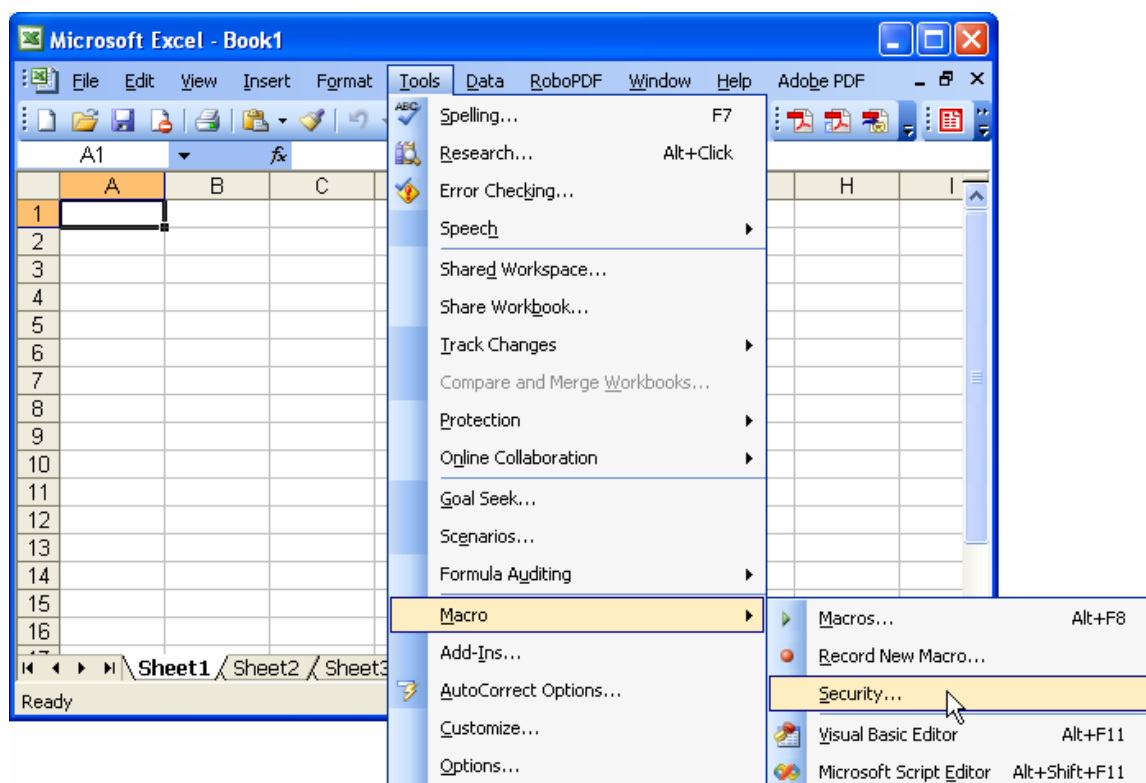 Microsoft Excel - Book1
File Edit View Insert Format Tools Data RoboPDF Window Help Adobe PDF
A1 fx
A B C H I
1
2
3
4
5
6
7
8
9
10
11
12
13
14
15
16
Sheet1 Sheet2 Sheet3
Ready
ABC Spelling... F7
Research... Alt+Click
Error Checking...
Speech
Shared Workspace...
Share Workbook...
Track Changes
Compare and Merge Workbooks...
Protection
Online Collaboration
Goal Seek...
Scenarios...
Formula Auditing
Macro
Add-Ins...
AutoCorrect Options...
Customize...
Options...
Macros... Alt+F8
Record New Macro...
Security...
Visual Basic Editor Alt+F11
Microsoft Script Editor Alt+Shift+F11